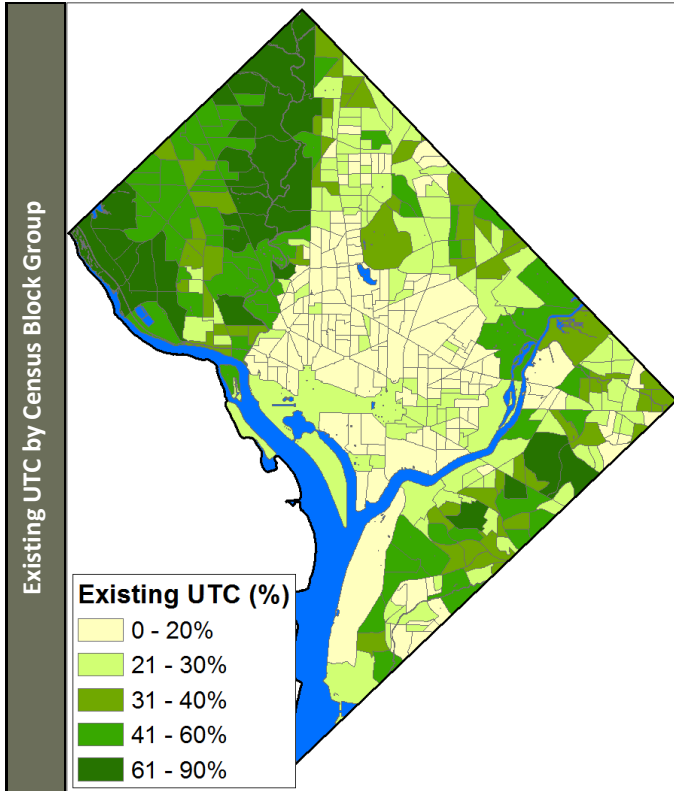 Existing UTC by Census Block Group
Existing UTC (%)
0 - 20%
21 - 30%
31 - 40%
41 - 60%
61 - 90%